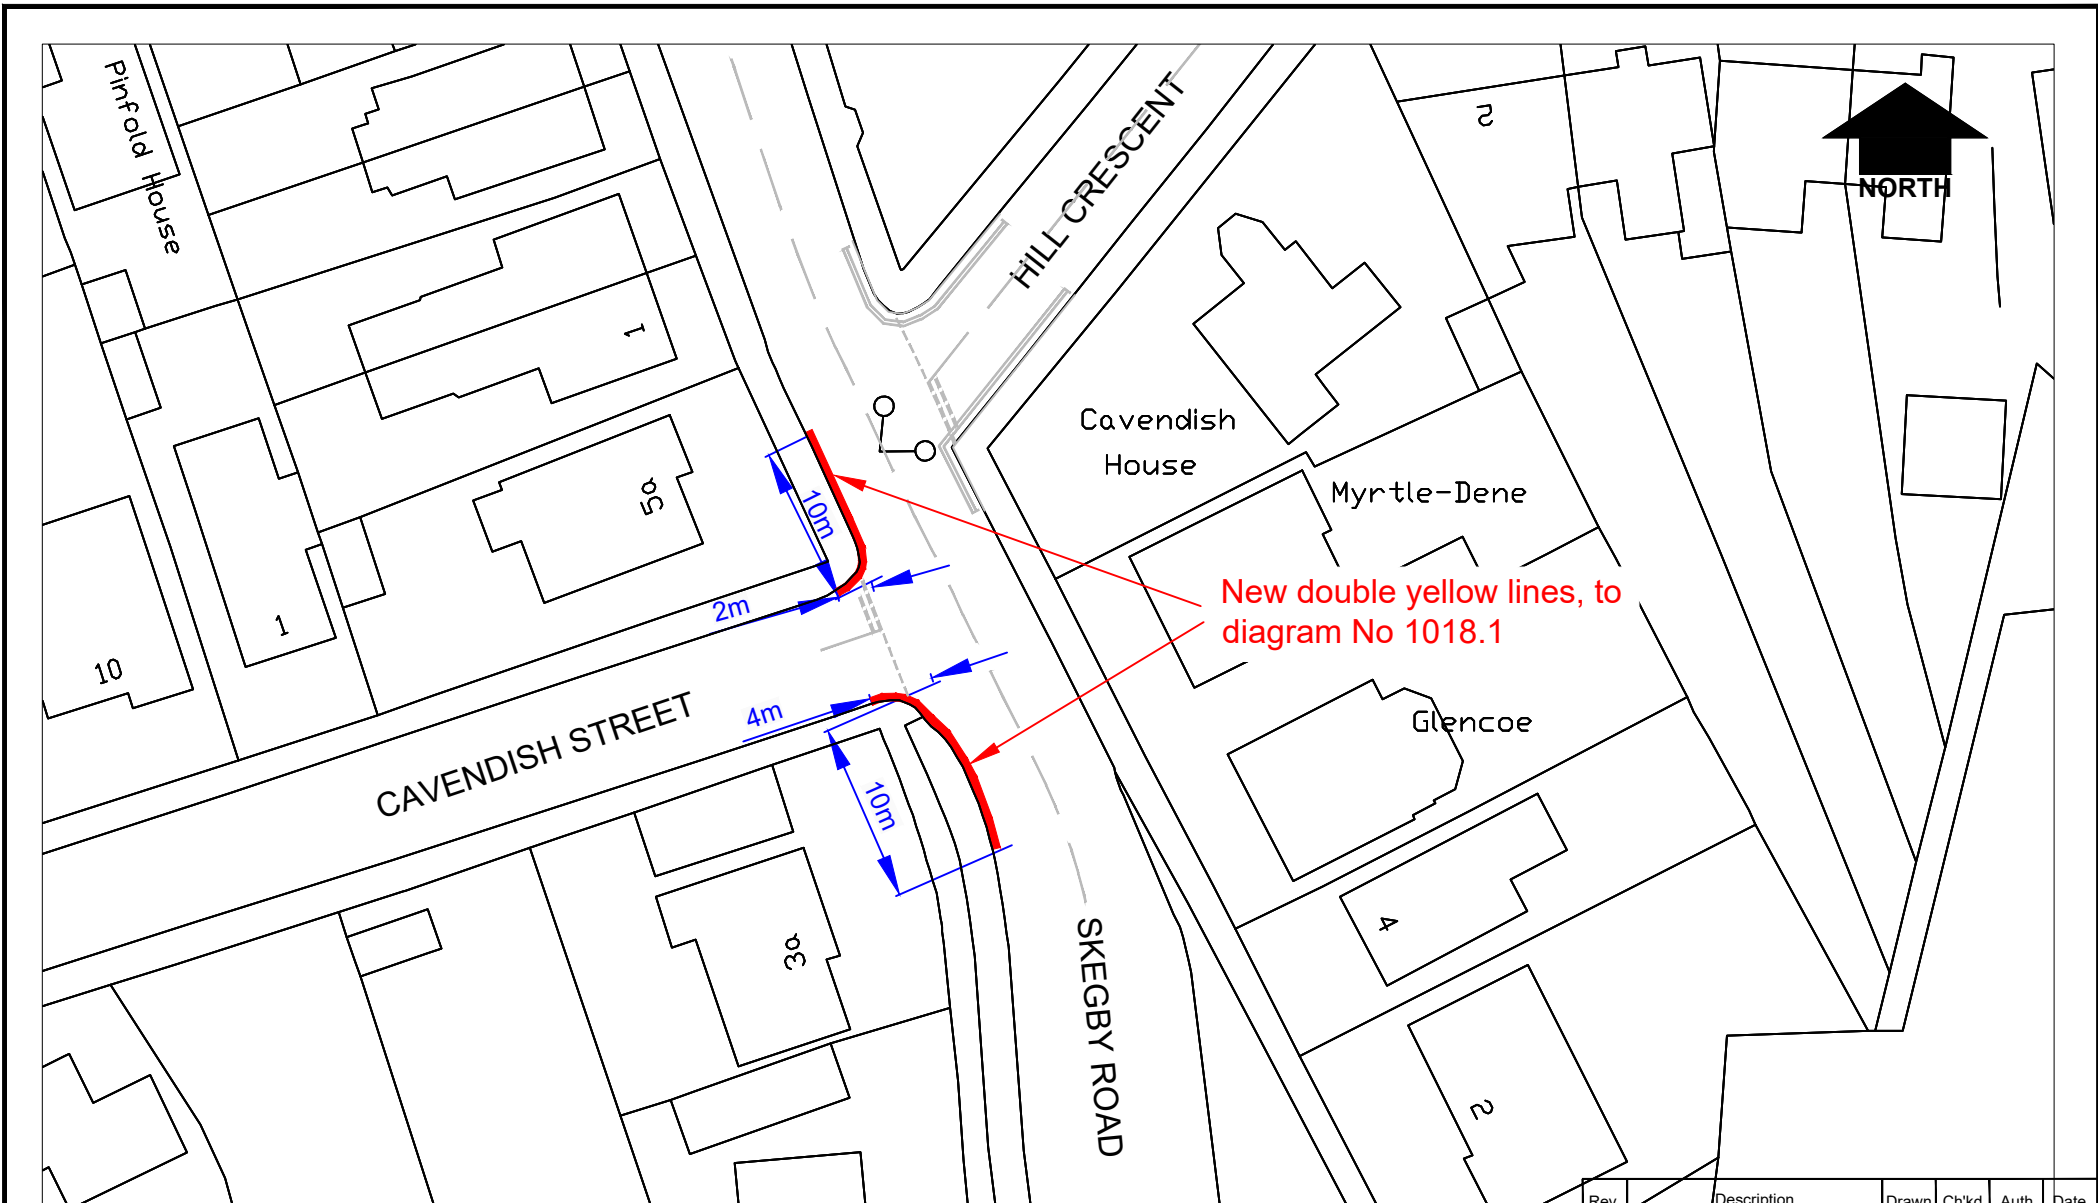 Pinfold House
HILL CRESCENT
2
NORTH
1
Cavendish
House
Myrtle-Dene
5a
10m
New double yellow lines, to
diagram No 1018.1
2m
1
10
4m
CAVENDISH STREET
Glencoe
10m
3a
4
SKEGBY ROAD
2
Rev
Description
Drawn
Ch'kd
Auth
Date